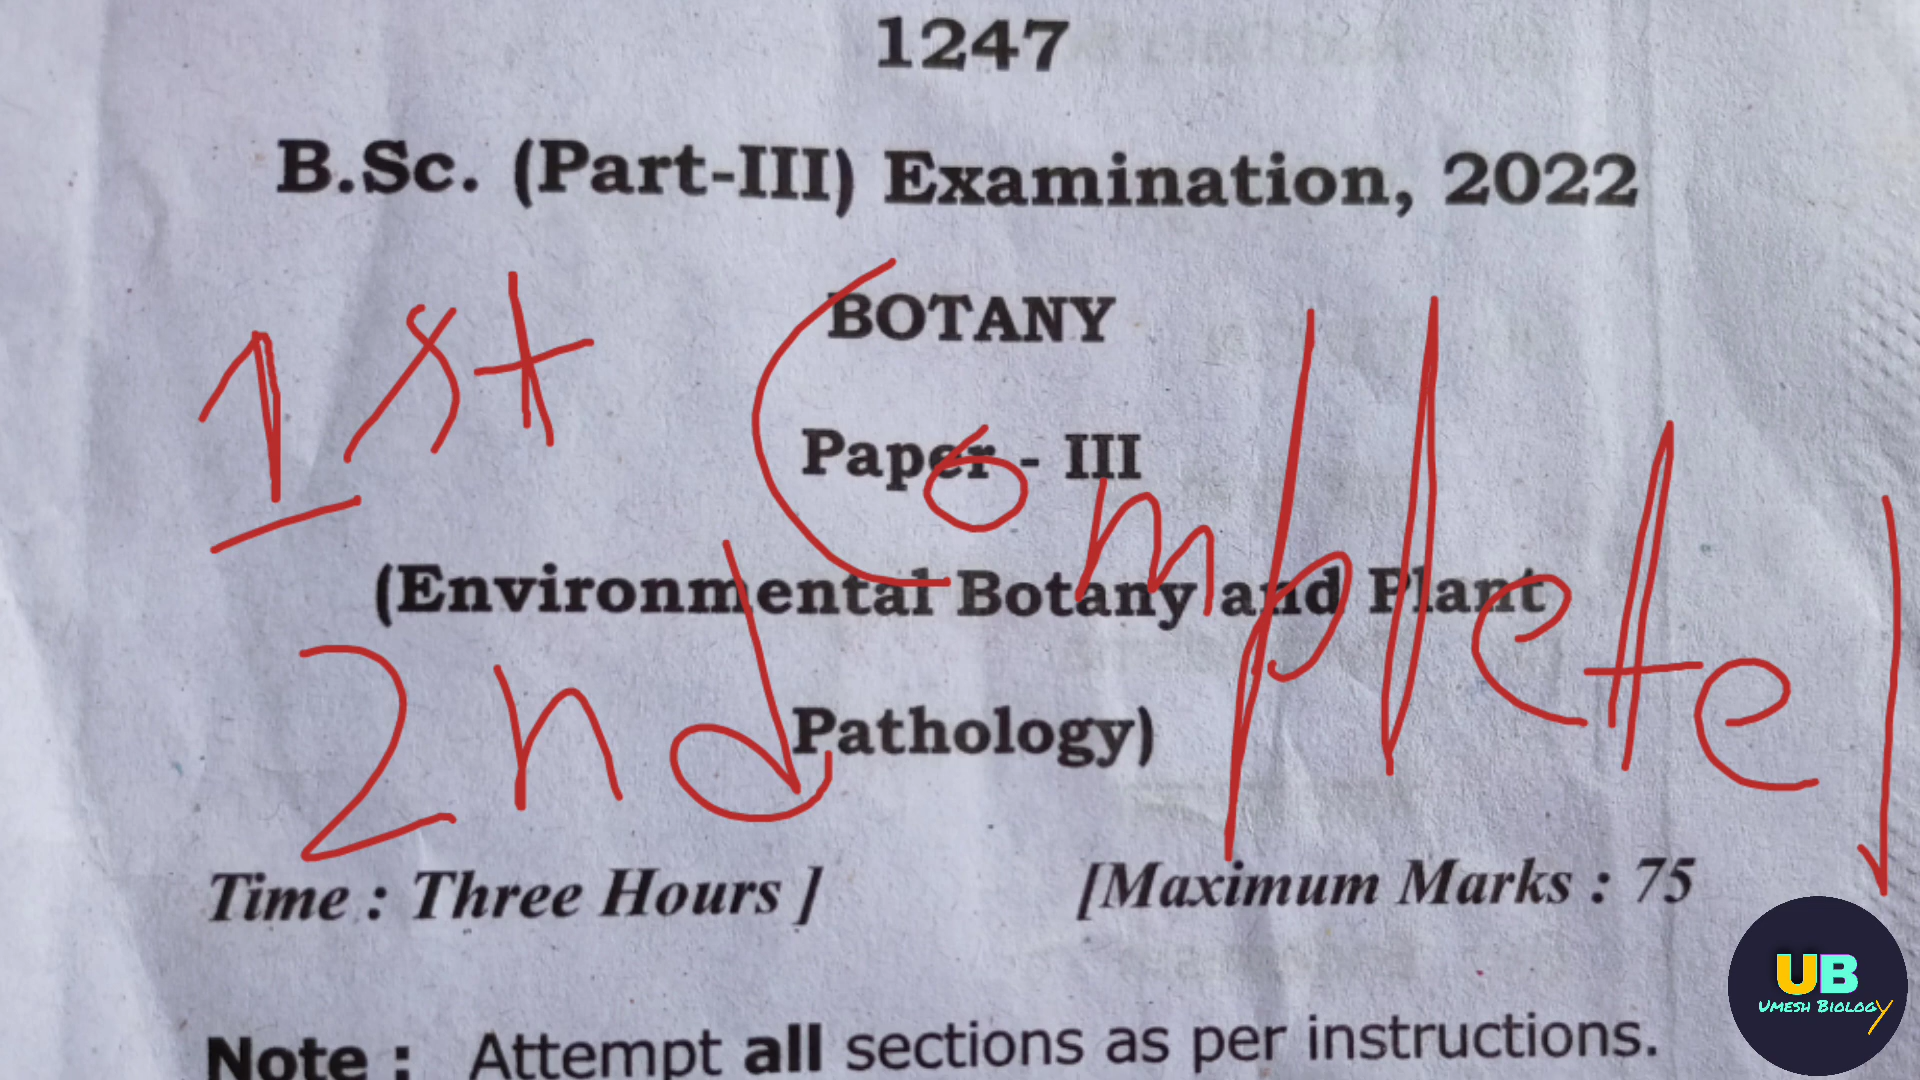 1247
B.Sc. (Part-III) Examination, 2022
BOTANY
1st Complete
Paper - III
(Environmental Botany and Plant
2nd
Pathology)
Time : Three Hours ] [Maximum Marks : 75
UB
UMESH BIOLOGY
Note : Attempt all sections as per instructions.